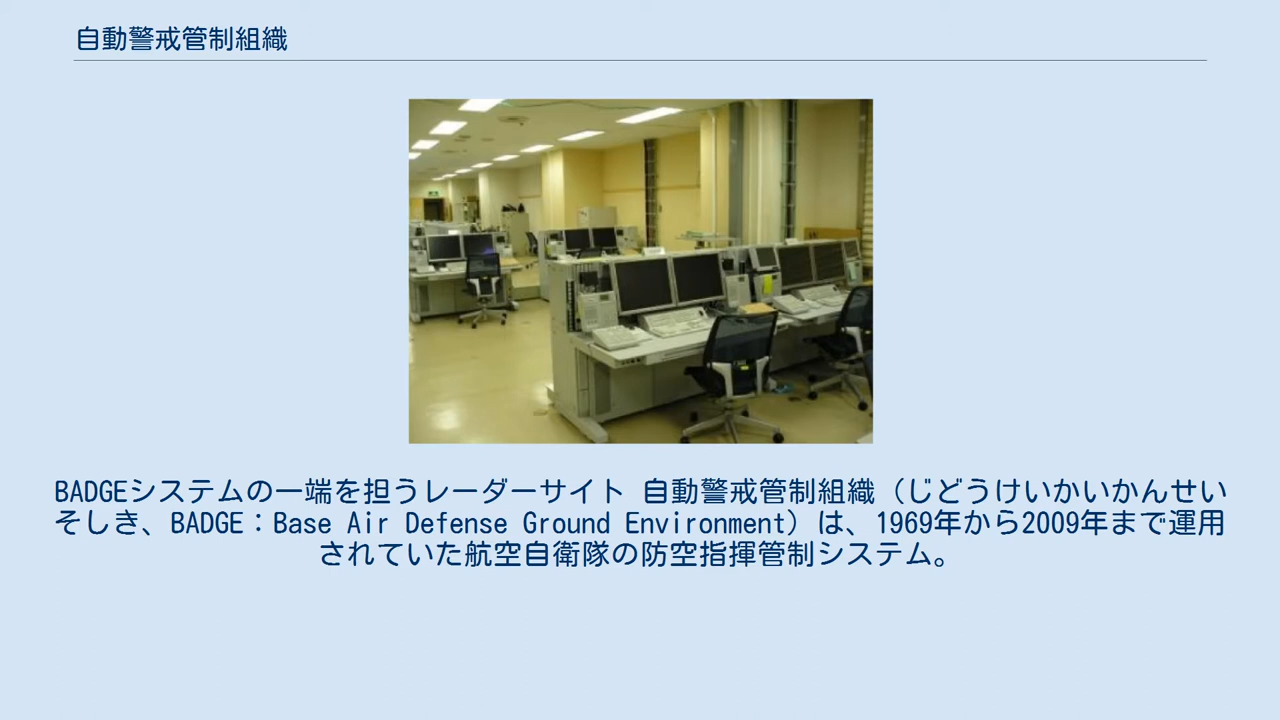 自動警戒管制組織
BADGEシステムの一端を担うレーダーサイト 自動警戒管制組織（じどうけいかいかんせい
そしき、BADGE：Base Air Defense Ground Environment）は、1969年から2009年まで運用
されていた航空自衛隊の防空指揮管制システム。